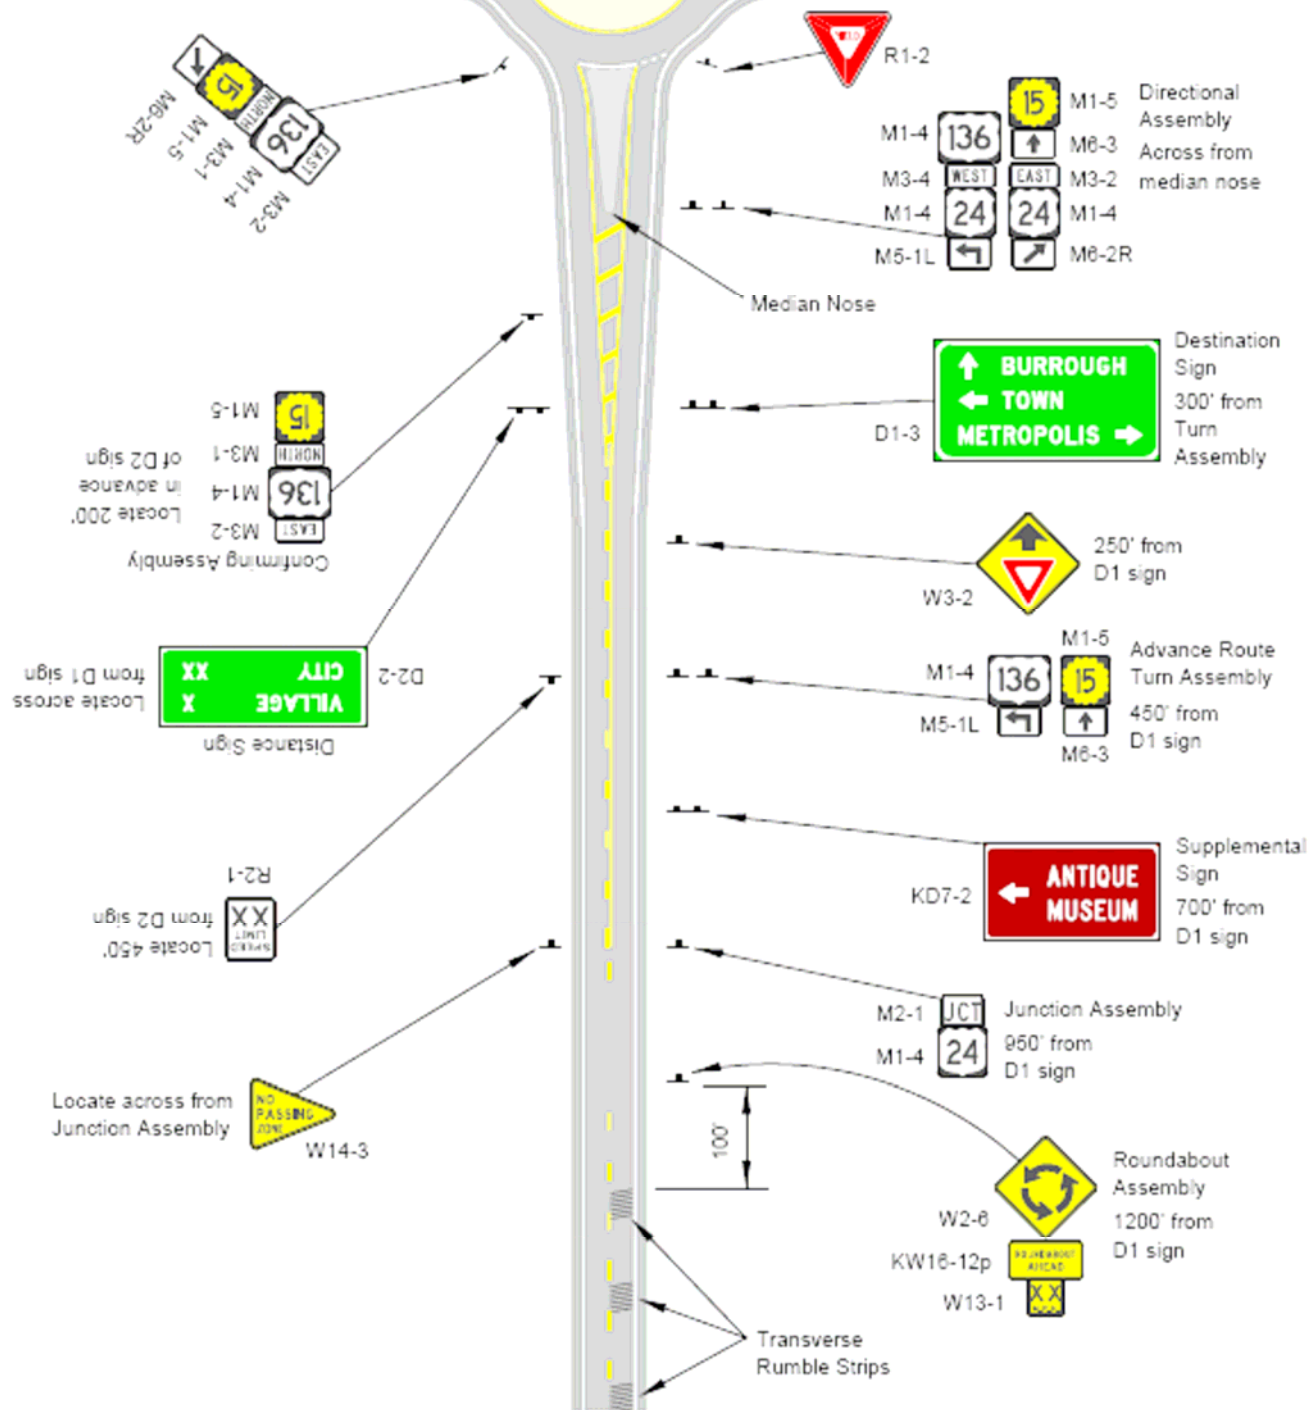 YIELD
R1-2
15
M1-5
Directional
Assembly
M1-4
136
M6-3
Across from
median nose
M3-4
WEST
EAST
M3-2
M1-4
24
24
M1-4
M5-1L
M6-2R
Median Nose
M6-2R
15
M1-5
NORTH
M3-1
136
M1-4
EAST
M3-2
BURROUGH
TOWN
METROPOLIS
D1-3
Destination
Sign
300' from
Turn
Assembly
Confirming Assembly
EAST
M3-2
136
M1-4
NORTH
M3-1
15
M1-5
Locate 200'
in advance
of D2 sign
W3-2
250' from
D1 sign
M1-5
M1-4
136
15
M5-1L
M6-3
Advance Route
Turn Assembly
450' from
D1 sign
Distance Sign
VILLAGE X
CITY XX
D2-2
Locate across
from D1 sign
ANTIQUE
MUSEUM
KD7-2
Supplemental
Sign
700' from
D1 sign
SPEED
LIMIT
XX
R2-1
Locate 450'
from D2 sign
M2-1
JCT
M1-4
24
Junction Assembly
950' from
D1 sign
Locate across from
Junction Assembly
NO
PASSING
ZONE
W14-3
100'
Roundabout
Assembly
1200' from
D1 sign
W2-6
KW16-12p
ROUNDABOUT
AHEAD
W13-1
XX
Transverse
Rumble Strips